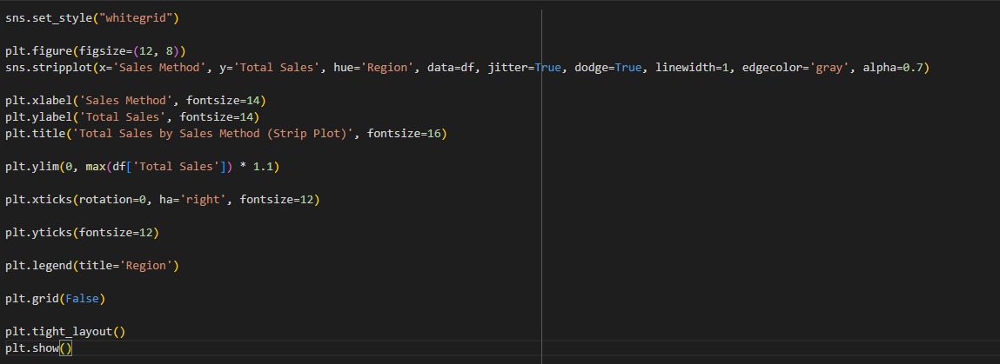 sns.set_style("whitegrid")
plt.figure(figsize=(12, 8))
sns.stripplot(x='Sales Method', y='Total Sales', hue='Region', data=df, jitter=True, dodge=True, linewidth=1, edgecolor='gray', alpha=0.7)
plt.xlabel('Sales Method', fontsize=14)
plt.ylabel('Total Sales', fontsize=14)
plt.title('Total Sales by Sales Method (Strip Plot)', fontsize=16)
plt.ylim(0, max(df['Total Sales']) * 1.1)
plt.xticks(rotation=0, ha='right', fontsize=12)
plt.yticks(fontsize=12)
plt.legend(title='Region')
plt.grid(False)
plt.tight_layout()
plt.show()